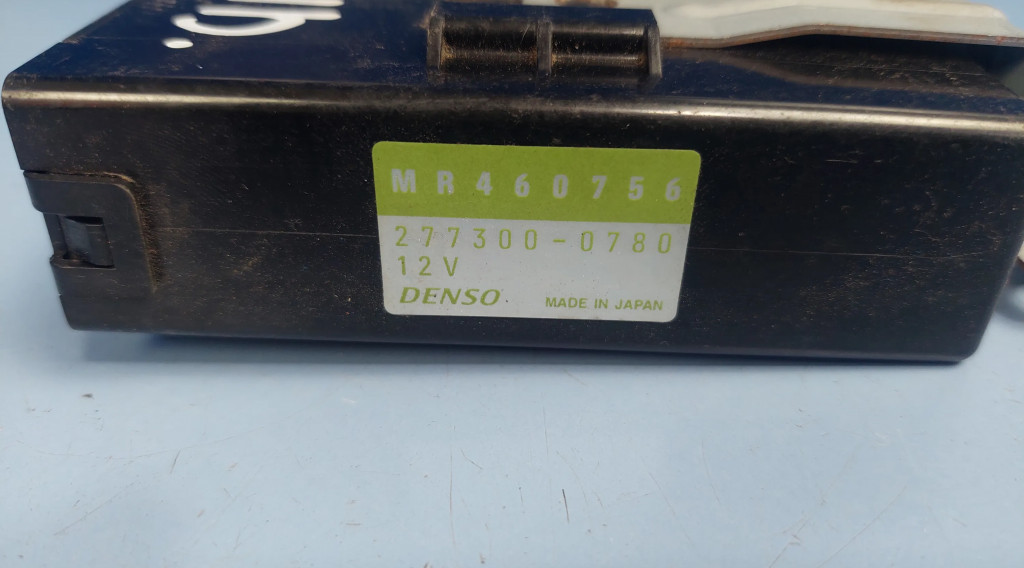 MR460756
277300-0780
12V
DENSO
MADE IN JAPAN